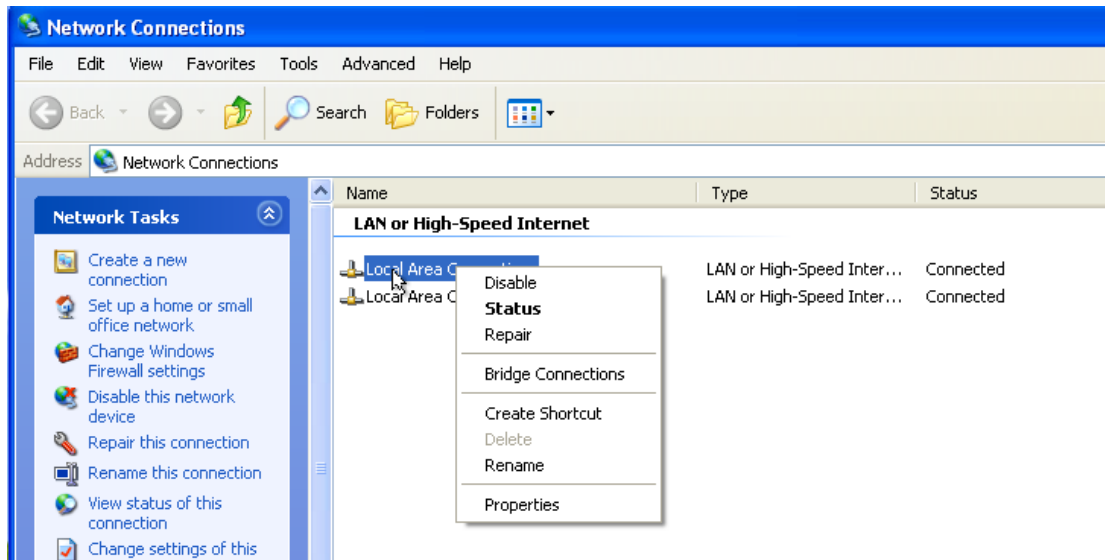 Network Connections
File Edit View Favorites Tools Advanced Help
Back Search Folders
Address Network Connections
Name Type Status
Network Tasks
LAN or High-Speed Internet
Create a new
connection
Set up a home or small
office network
Change Windows
Firewall settings
Disable this network
device
Repair this connection
Rename this connection
View status of this
connection
Change settings of this
Local Area LAN or High-Speed Inter... Connected
Local Area LAN or High-Speed Inter... Connected
Disable
Status
Repair
Bridge Connections
Create Shortcut
Delete
Rename
Properties